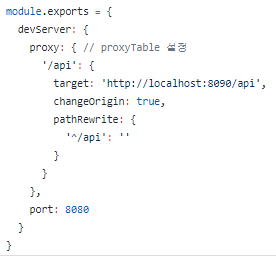 module.exports = {
  devServer: {
    proxy: { // proxyTable 설정
      '/api': {
        target: 'http://localhost:8090/api',
        changeOrigin: true,
        pathRewrite: {
          '^/api': ''
        }
      }
    },
    port: 8080
  }
}